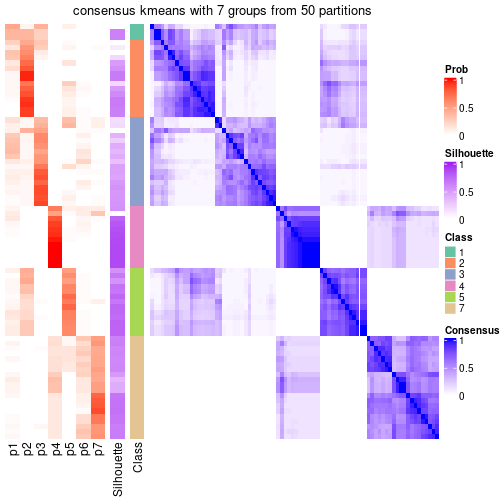 consensus kmeans with 7 groups from 50 partitions
Prob
1
0.5
0
Silhouette
1
0.5
0
Class
1
2
3
4
5
7
Consensus
1
0.5
0
p1
p2
p3
p4
p5
p6
p7
Silhouette
Class